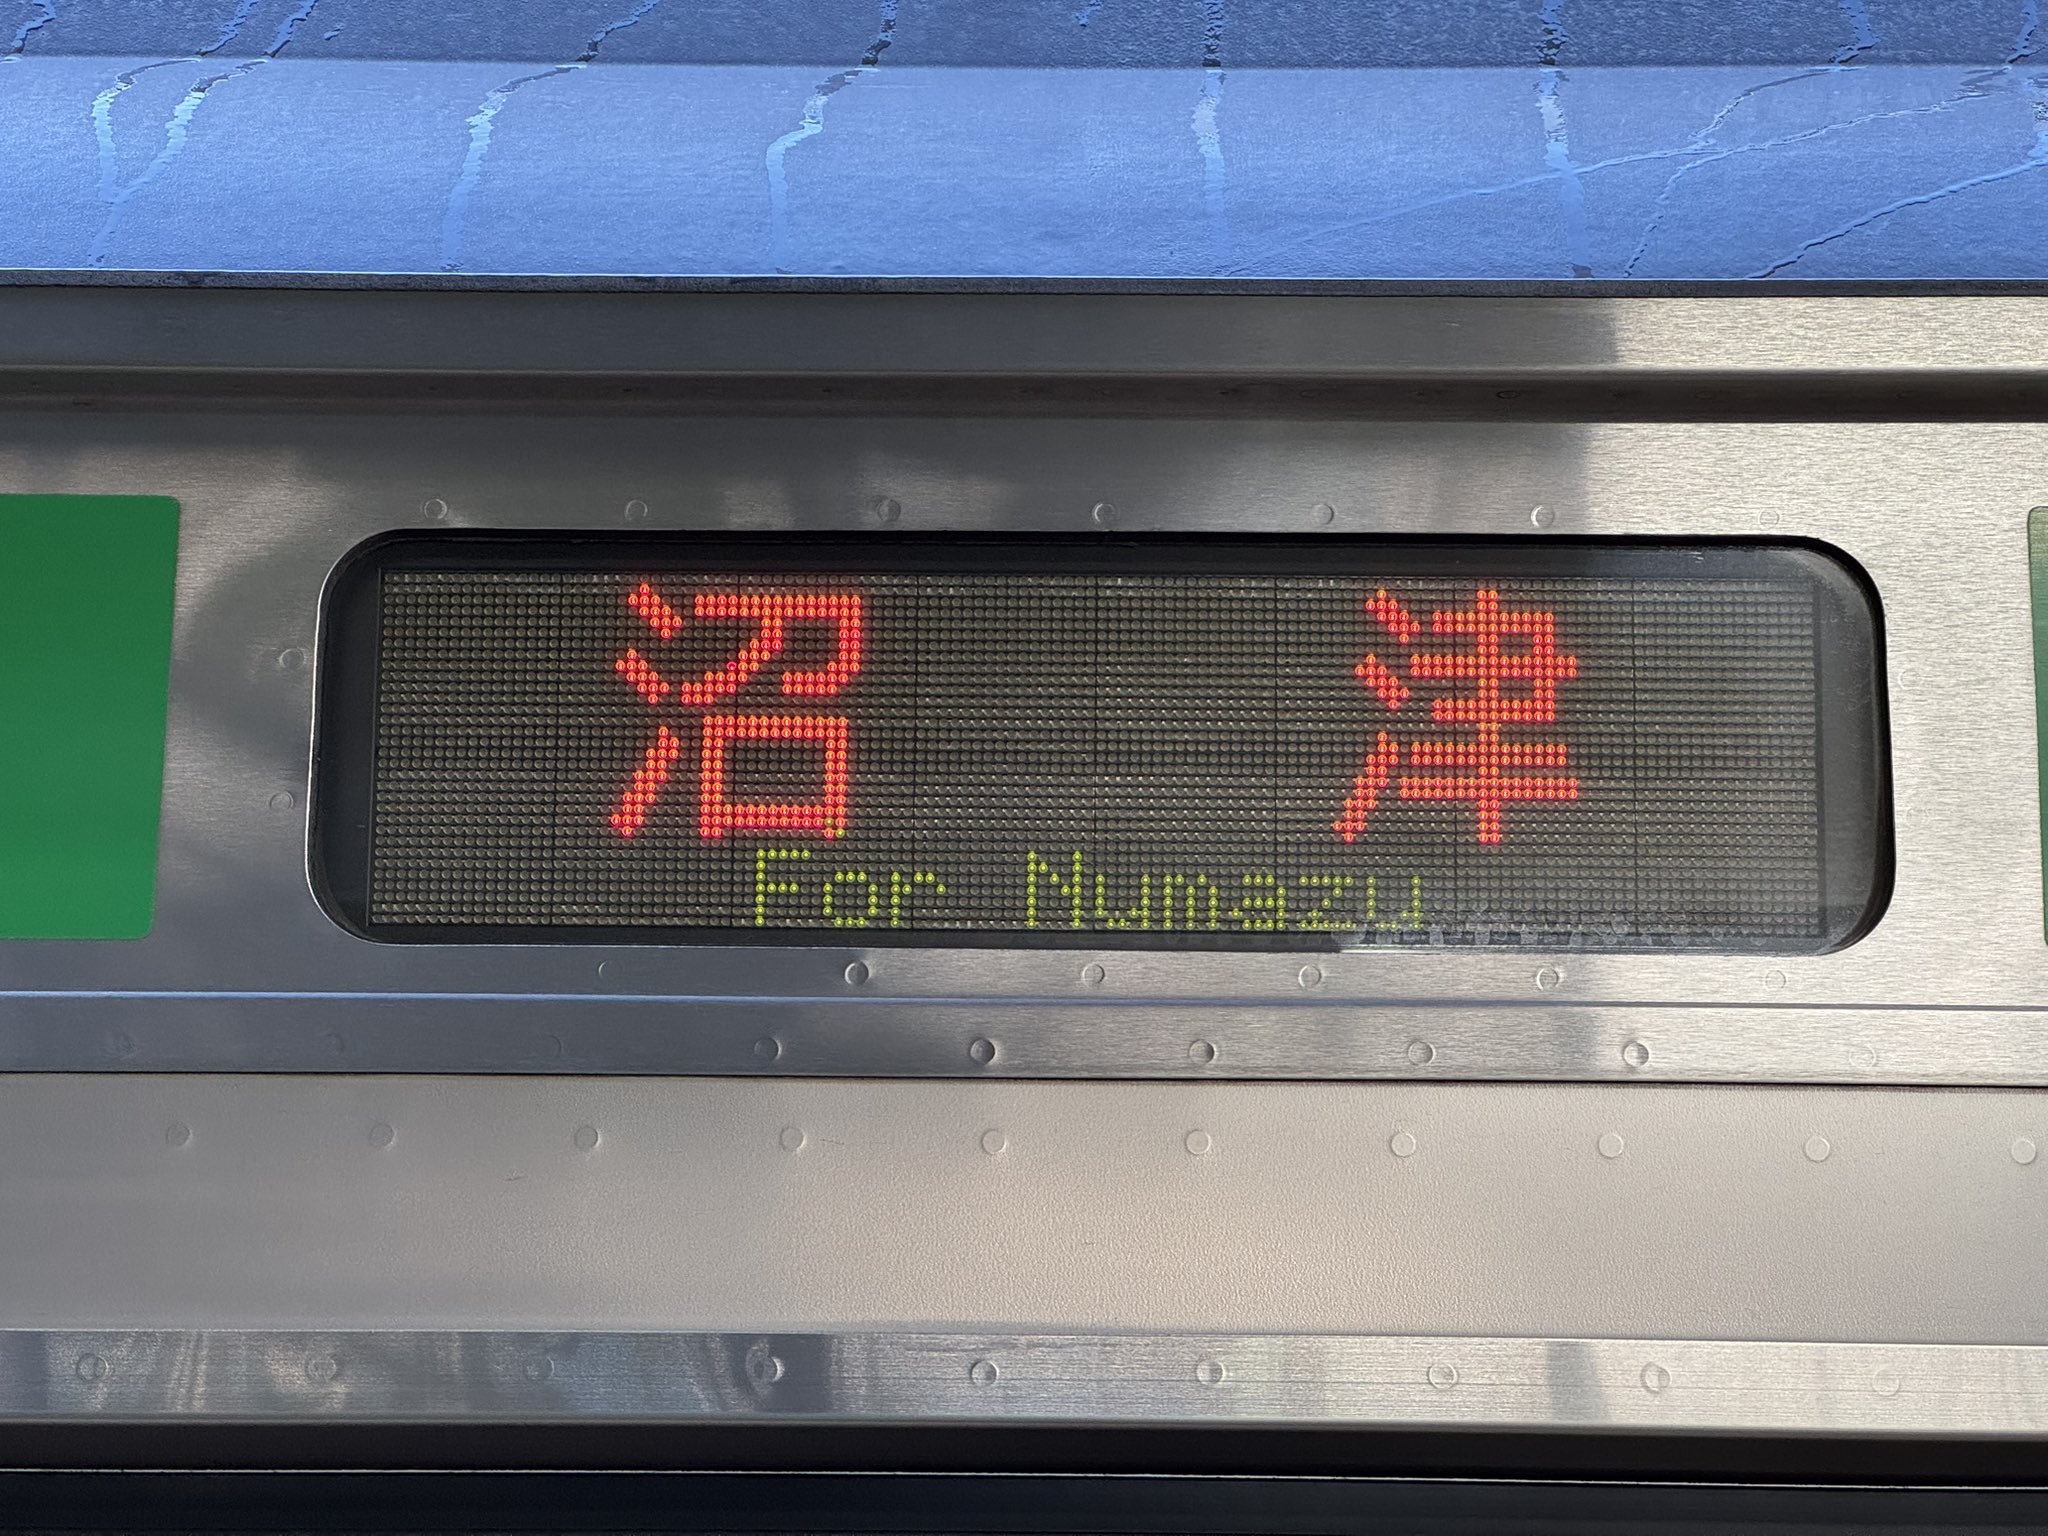 沼 津
For Numazu